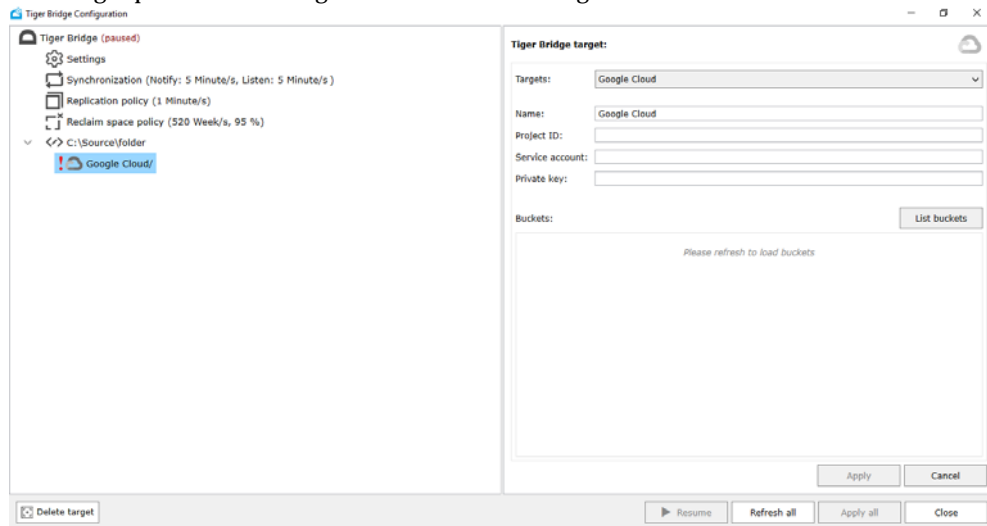 Tiger Bridge Configuration
Tiger Bridge (paused)
Settings
Synchronization (Notify: 5 Minute/s, Listen: 5 Minute/s )
Replication policy (1 Minute/s)
Reclaim space policy (520 Week/s, 95 %)
C:\Source\folder
Google Cloud/
Tiger Bridge target:
Targets: Google Cloud
Name: Google Cloud
Project ID:
Service account:
Private key:
Buckets: List buckets
Please refresh to load buckets
Apply Cancel
Delete target Resume Refresh all Apply all Close